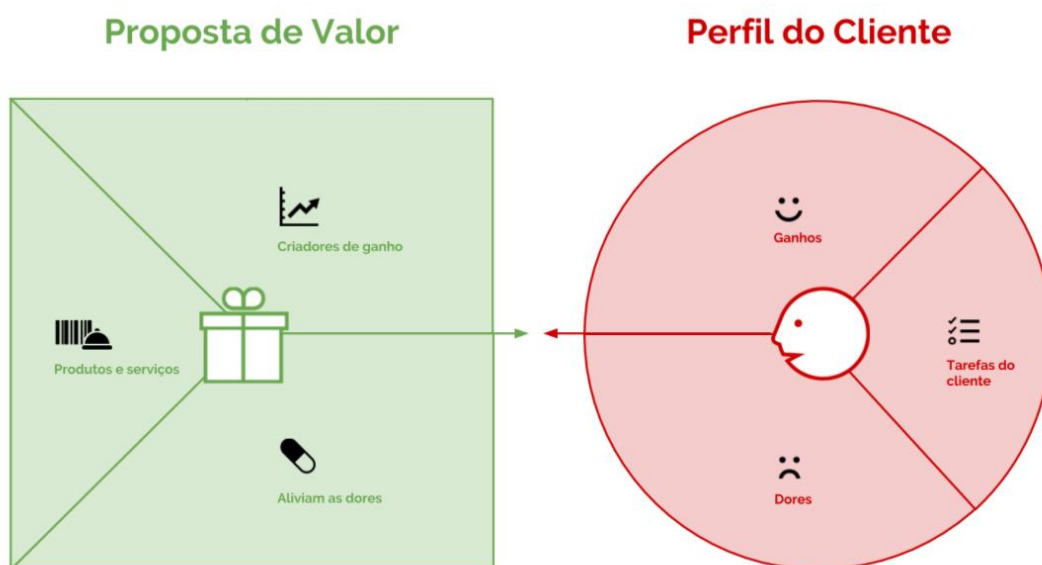 Proposta de Valor
Perfil do Cliente
Criadores de ganho
Produtos e serviços
Aliviam as dores
Ganhos
Tarefas do
cliente
Dores